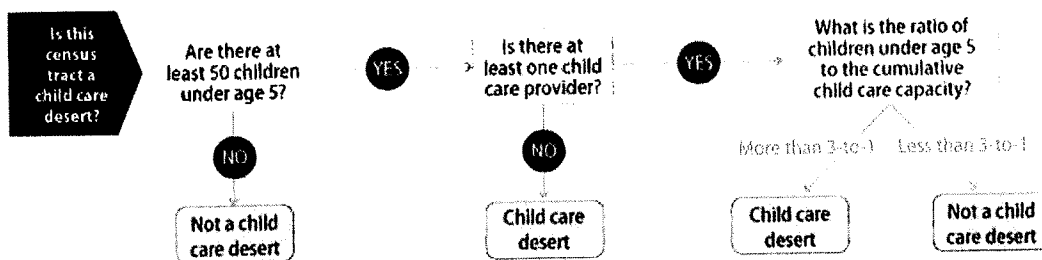 Is this
census
tract a
child care
desert?
Are there at
least 50 children
under age 5?
YES
Is there at
least one child
care provider?
YES
What is the ratio of
children under age 5
to the cumulative
child care capacity?
NO
NO
More than 3-to-1
Less than 3-to-1
Not a child
care desert
Child care
desert
Child care
desert
Not a child
care desert